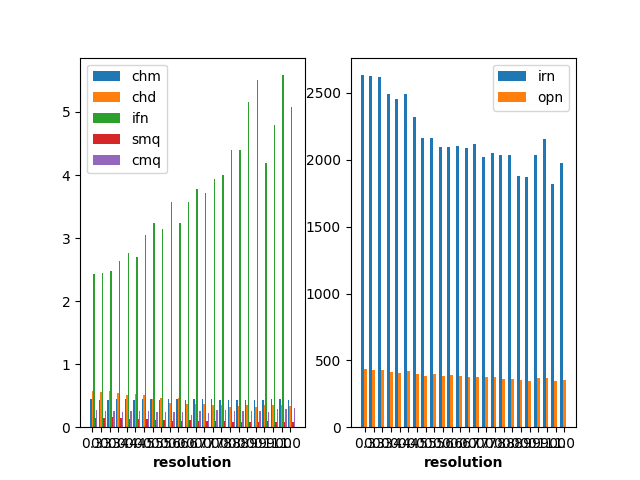 chm
chd
ifn
smq
cmq
5
4
3
2
1
0
resolution
irn
opn
2500
2000
1500
1000
500
0
resolution